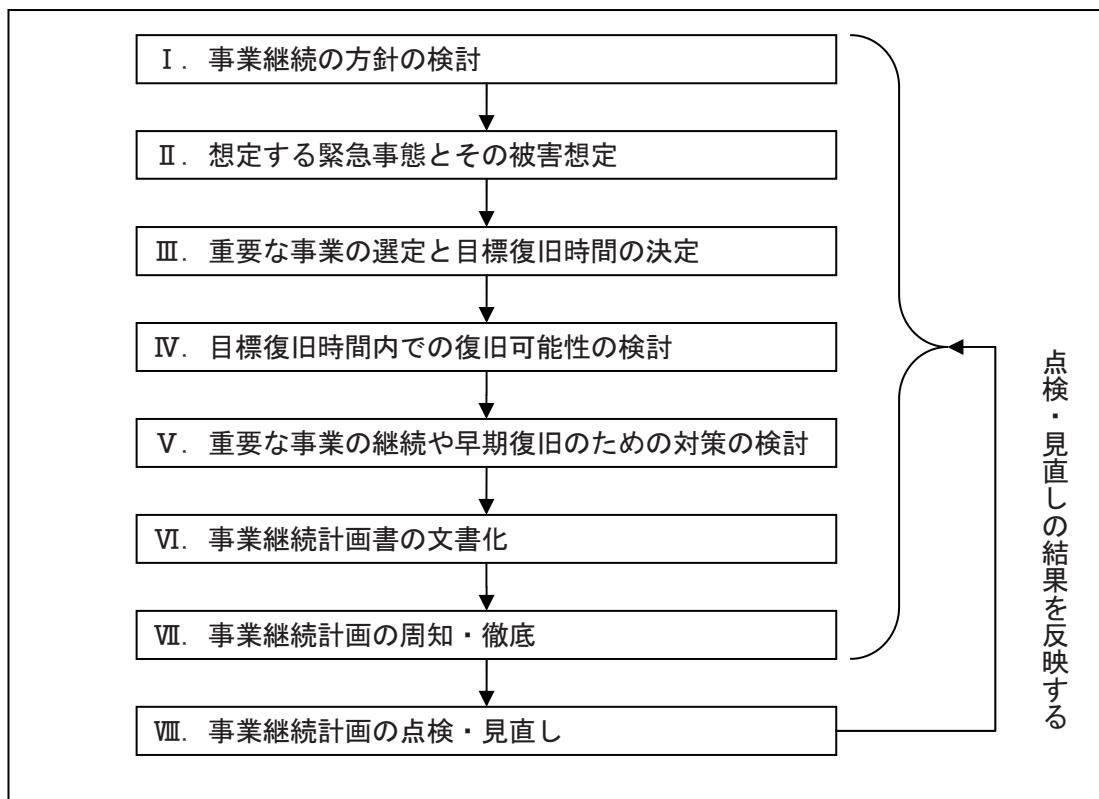 Ⅰ. 事業継続の方針の検討
Ⅱ. 想定する緊急事態とその被害想定
Ⅲ. 重要な事業の選定と目標復旧時間の決定
Ⅳ. 目標復旧時間内での復旧可能性の検討
Ⅴ. 重要な事業の継続や早期復旧のための対策の検討
Ⅵ. 事業継続計画書の文書化
Ⅶ. 事業継続計画の周知・徹底
Ⅷ. 事業継続計画の点検・見直し
点検・見直しの結果を反映する